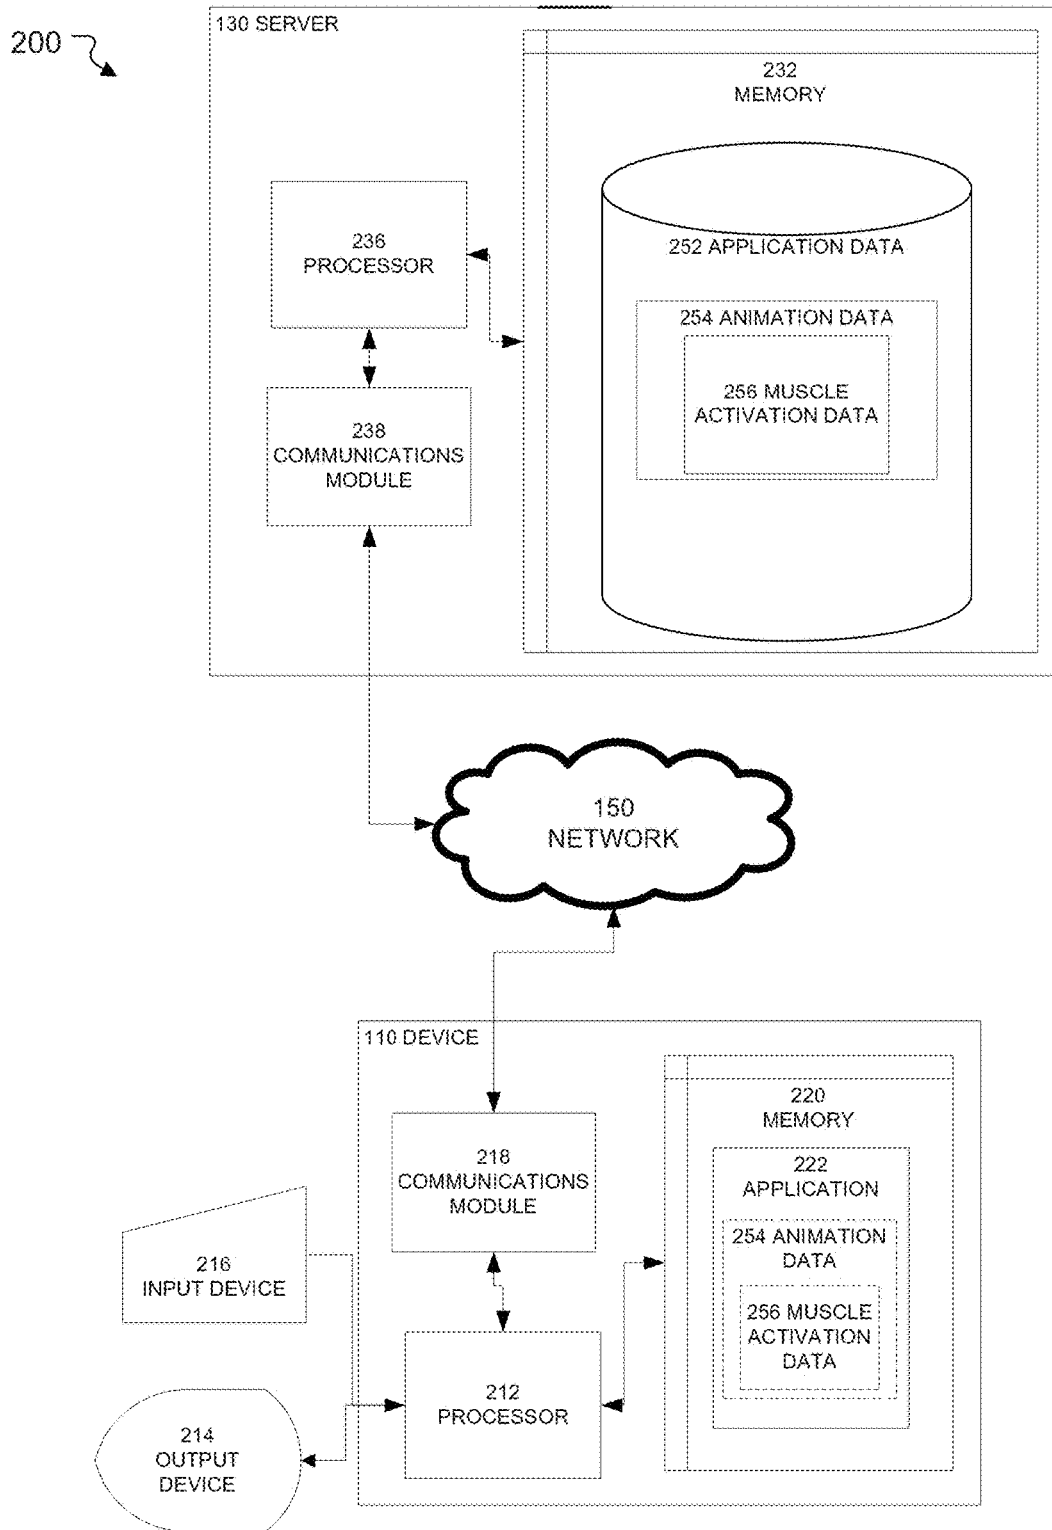 200
130 SERVER
232
MEMORY
236
PROCESSOR
252 APPLICATION DATA
254 ANIMATION DATA
256 MUSCLE
ACTIVATION DATA
238
COMMUNICATIONS
MODULE
150
NETWORK
110 DEVICE
220
MEMORY
218
COMMUNICATIONS
MODULE
222
APPLICATION
254 ANIMATION
DATA
256 MUSCLE
ACTIVATION
DATA
216
INPUT DEVICE
212
PROCESSOR
214
OUTPUT
DEVICE